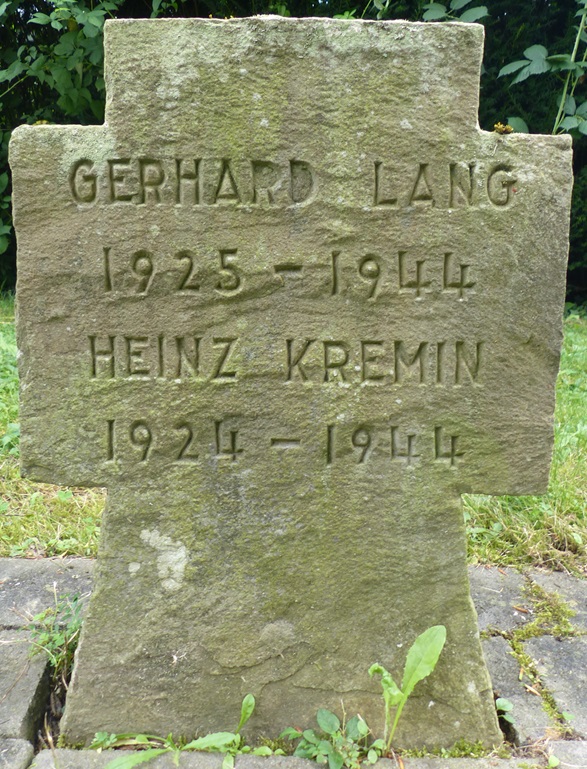 GERHARD LANG
1925-1944
HEINZ KREMIN
1924-1944